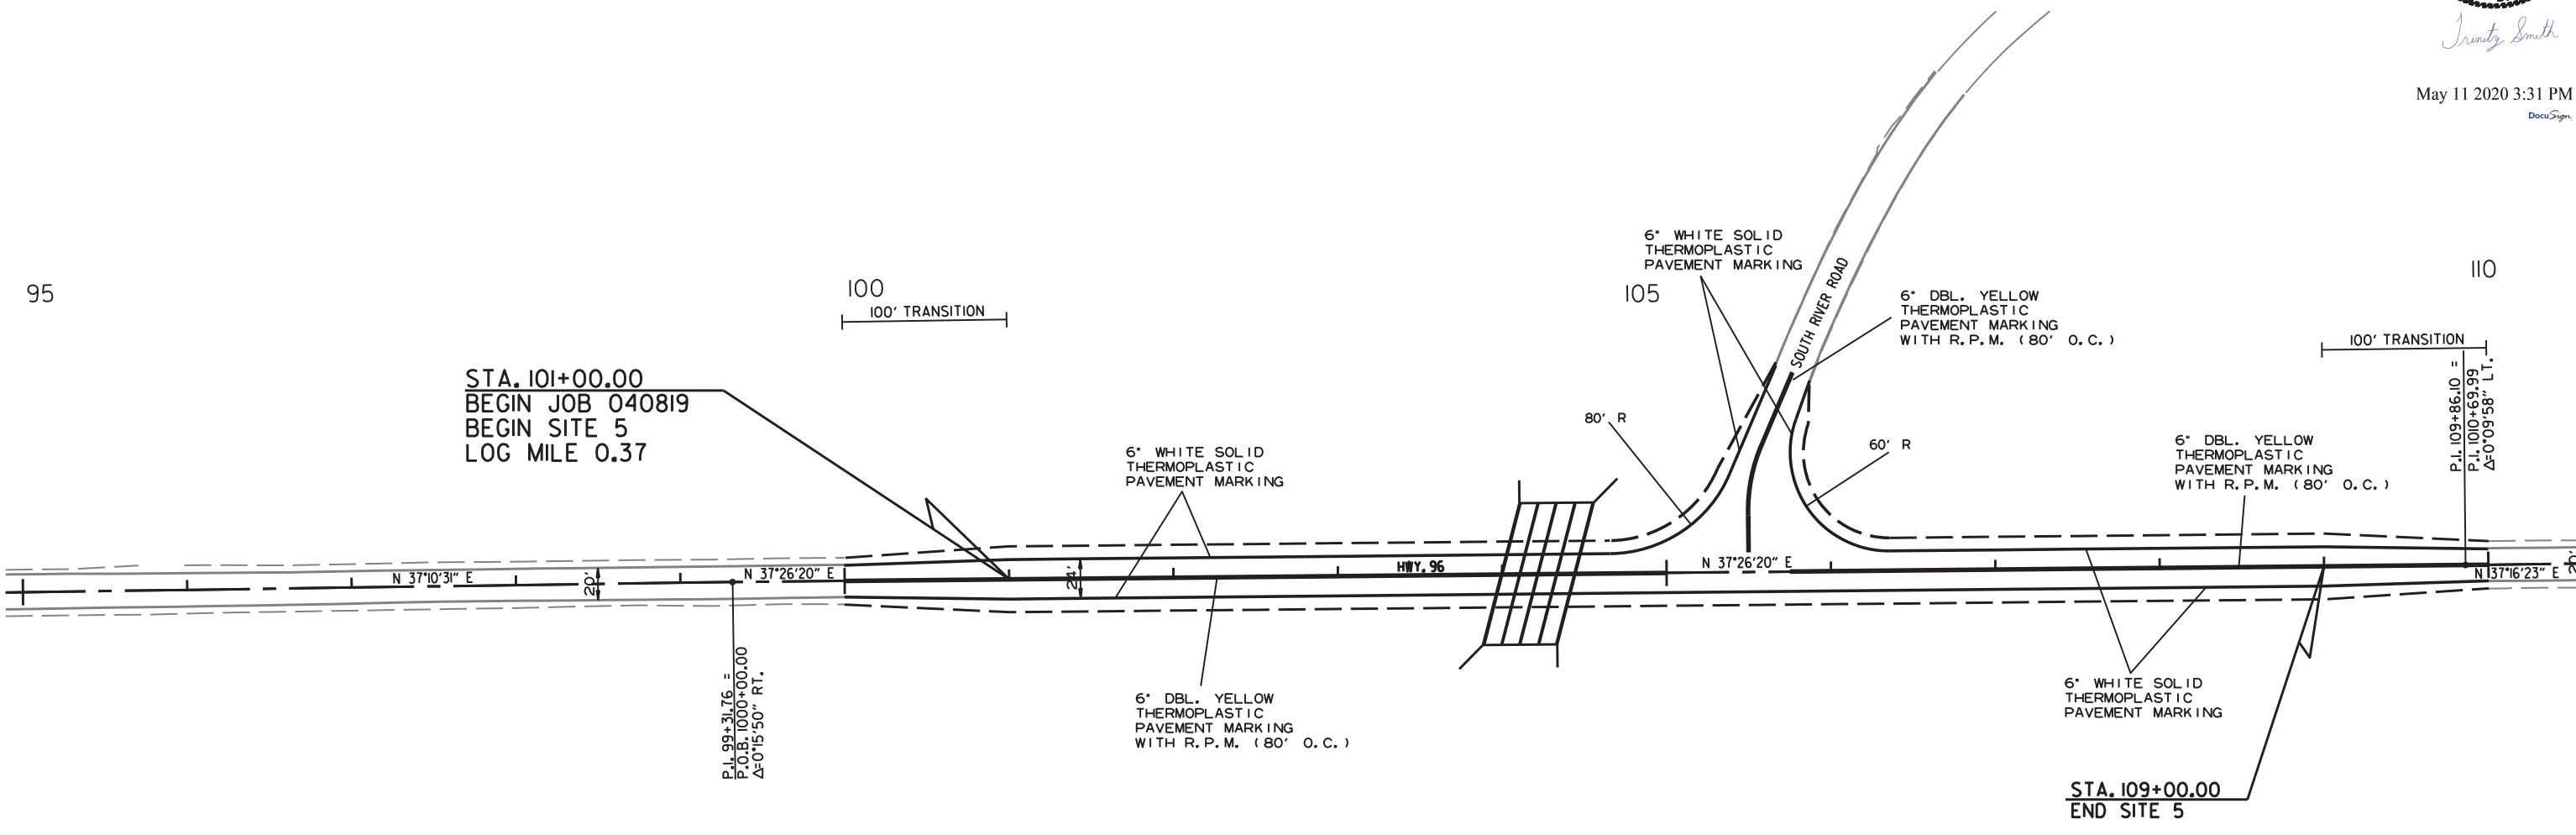 Trinity Smith
May 11 2020 3:31 PM
DocuSign
95
100
105
110
100' TRANSITION
100' TRANSITION
STA. 101+00.00
BEGIN JOB 040819
BEGIN SITE 5
LOG MILE 0.37
6" WHITE SOLID
THERMOPLASTIC
PAVEMENT MARKING
6" WHITE SOLID
THERMOPLASTIC
PAVEMENT MARKING
SOUTH RIVER ROAD
6" DBL. YELLOW
THERMOPLASTIC
PAVEMENT MARKING
WITH R.P.M. (80' O.C.)
80' R
60' R
6" DBL. YELLOW
THERMOPLASTIC
PAVEMENT MARKING
WITH R.P.M. (80' O.C.)
P.I. 109+86.10 =
P.I. 1010+69.99
Δ=0°09'58" LT.
N 37°10'31" E
20'
N 37°26'20" E
24'
HWY. 96
N 37°26'20" E
N 37°16'23" E
20'
P.I. 99+31.76 =
P.O.B. 1000+00.00
Δ=0°15'50" RT.
6" DBL. YELLOW
THERMOPLASTIC
PAVEMENT MARKING
WITH R.P.M. (80' O.C.)
6" WHITE SOLID
THERMOPLASTIC
PAVEMENT MARKING
STA. 109+00.00
END SITE 5